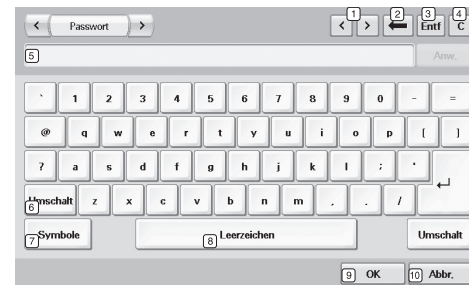 < Passwort > 1 < > 2 ← 3 Entf 4 C
5 Anw.
` 1 2 3 4 5 6 7 8 9 0 - =
@ q w e r t y u i o p [ ]
? a s d f g h j k l ; '
6 Umschalt z x c v b n m , . /
7 Symbole 8 Leerzeichen Umschalt
9 OK 10 Abbr.